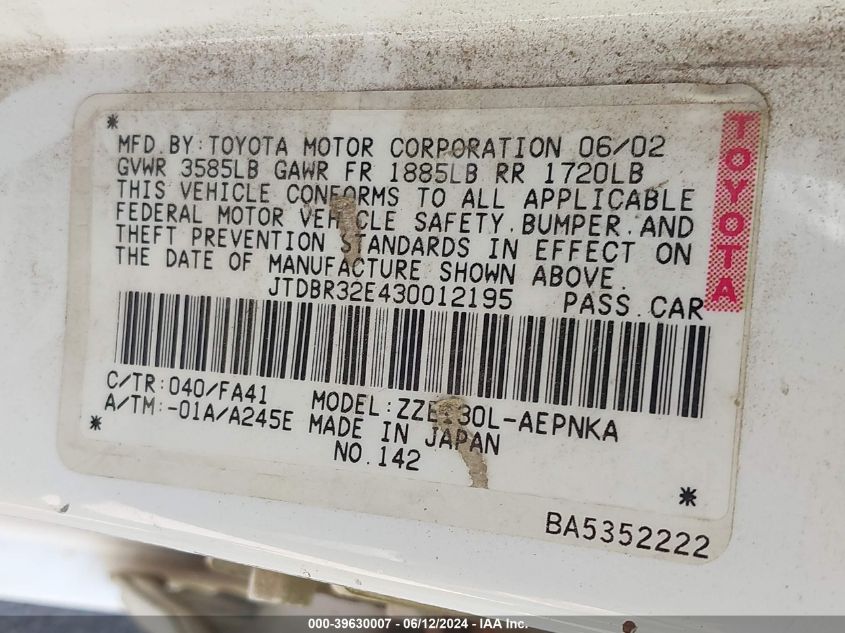 *
MFD.BY:TOYOTA MOTOR CORPORATION 06/02
GVWR 3585LB GAWR FR 1885LB RR 1720LB
THIS VEHICLE CONFORMS TO ALL APPLICABLE
FEDERAL MOTOR VEHICLE SAFETY,BUMPER,AND
THEFT PREVENTION STANDARDS IN EFFECT ON
THE DATE OF MANUFACTURE SHOWN ABOVE.
JTDBR32E430012195 PASS.CAR
TOYOTA
C/TR:040/FA41 MODEL:
A/TM:-01A/A245E MADE IN JAPAN
* NO.142 *
BA5352222
000-39630007 - 06/12/2024 - IAA Inc.